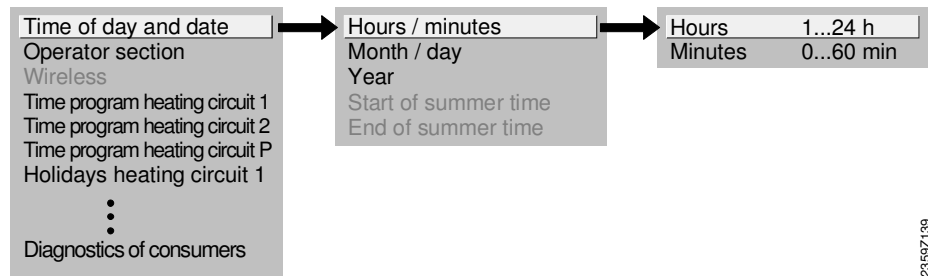 Time of day and date
Operator section
Wireless
Time program heating circuit 1
Time program heating circuit 2
Time program heating circuit P
Holidays heating circuit 1
Diagnostics of consumers
Hours / minutes
Month / day
Year
Start of summer time
End of summer time
Hours 1...24 h
Minutes 0...60 min
23597139